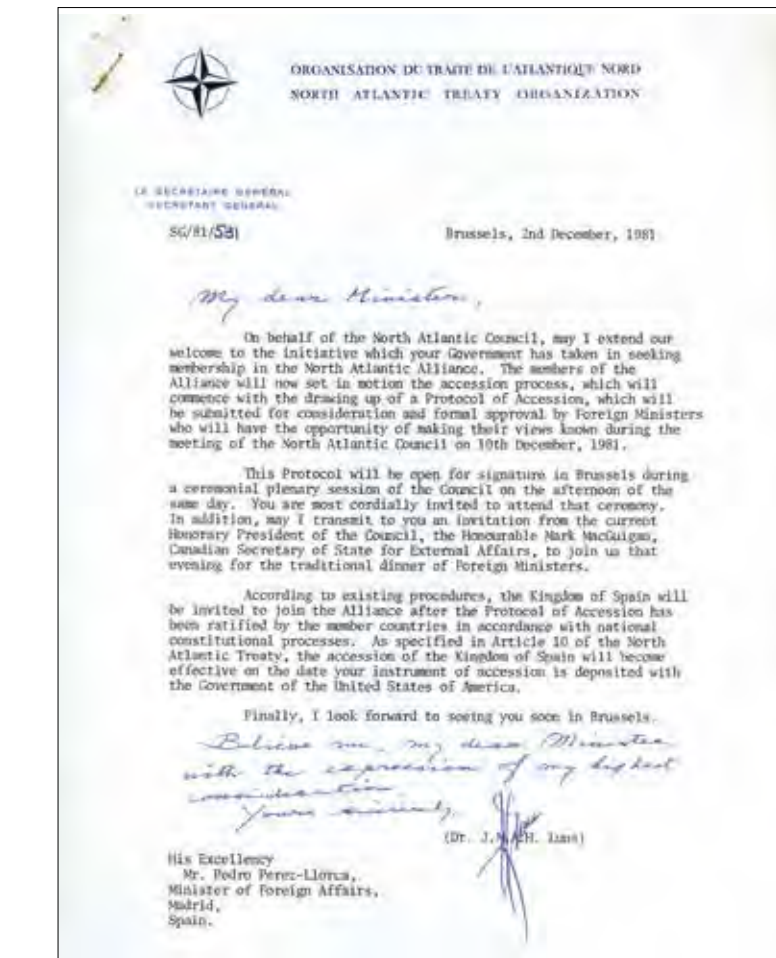 ORGANISATION DU TRAITÉ DE L'ATLANTIQUE NORD
NORTH ATLANTIC TREATY ORGANIZATION
LE SECRÉTAIRE GÉNÉRAL
SECRETARY GENERAL
SG/81/581
Brussels, 2nd December, 1981
My dear Minister,
On behalf of the North Atlantic Council, may I extend our
welcome to the initiative which your Government has taken in seeking
membership in the North Atlantic Alliance. The members of the
Alliance will now set in motion the accession process, which will
commence with the drawing up of a Protocol of Accession, which will
be submitted for consideration and formal approval by Foreign Ministers
who will have the opportunity of making their views known during the
meeting of the North Atlantic Council on 10th December, 1981.
This Protocol will be open for signature in Brussels during
a ceremonial plenary session of the Council on the afternoon of the
same day. You are most cordially invited to attend that ceremony.
In addition, may I transmit to you an invitation from the current
Honorary President of the Council, the Honourable Mark MacGuigan,
Canadian Secretary of State for External Affairs, to join us that
evening for the traditional dinner of Foreign Ministers.
According to existing procedures, the Kingdom of Spain will
be invited to join the Alliance after the Protocol of Accession has
been ratified by the member countries in accordance with national
constitutional processes. As specified in Article 10 of the North
Atlantic Treaty, the accession of the Kingdom of Spain will become
effective on the date your instrument of accession is deposited with
the Government of the United States of America.
Finally, I look forward to seeing you soon in Brussels.
Believe me, my dear Minister
with the expression of my highest
consideration
Yours sincerely,
(Dr. J.M.A.H. Luns)
His Excellency
Mr. Pedro Perez-Llorca,
Minister of Foreign Affairs,
Madrid,
Spain.